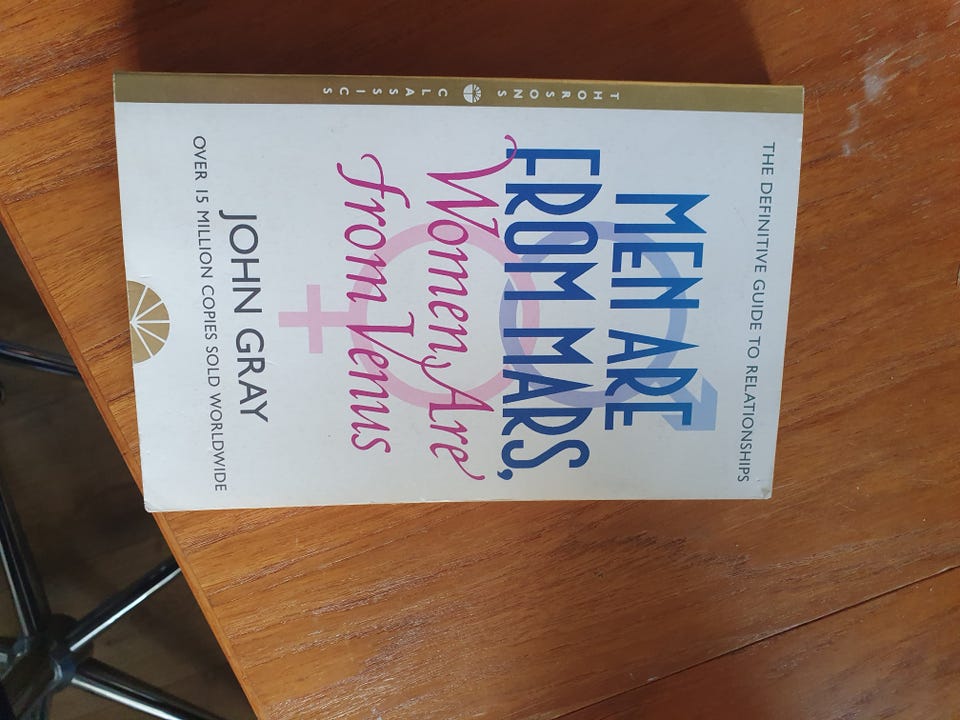 THORSONS CLASSICS
THE DEFINITIVE GUIDE TO RELATIONSHIPS
MEN ARE
FROM MARS,
Women, Are
from Venus
JOHN GRAY
OVER 15 MILLION COPIES SOLD WORLDWIDE